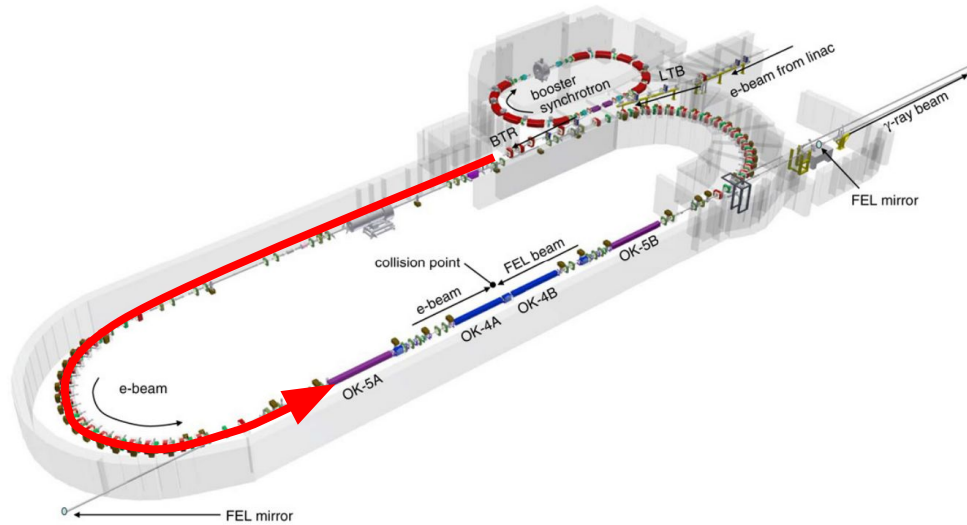 LTB
e-beam from linac
booster
synchrotron
BTR
γ-ray beam
FEL mirror
OK-5B
FEL beam
collision point
e-beam
OK-4B
OK-4A
OK-5A
e-beam
FEL mirror